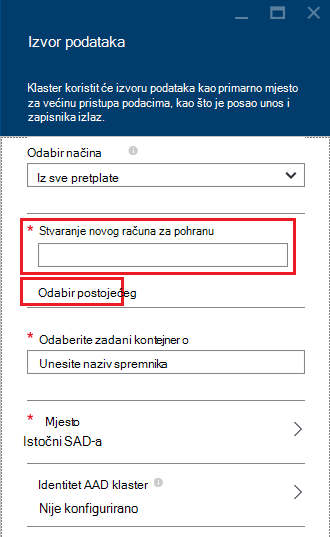 Izvor podataka
Klaster koristit će izvoru podataka kao primarno mjesto
za većinu pristupa podacima, kao što je posao unos i
zapisnika izlaz.
Odabir načina
Iz sve pretplate
* Stvaranje novog računa za pohranu
Odabir postojećeg
* Odaberite zadani kontejner o
Unesite naziv spremnika
* Mjesto
Istočni SAD-a
Identitet AAD klaster
Nije konfigurirano